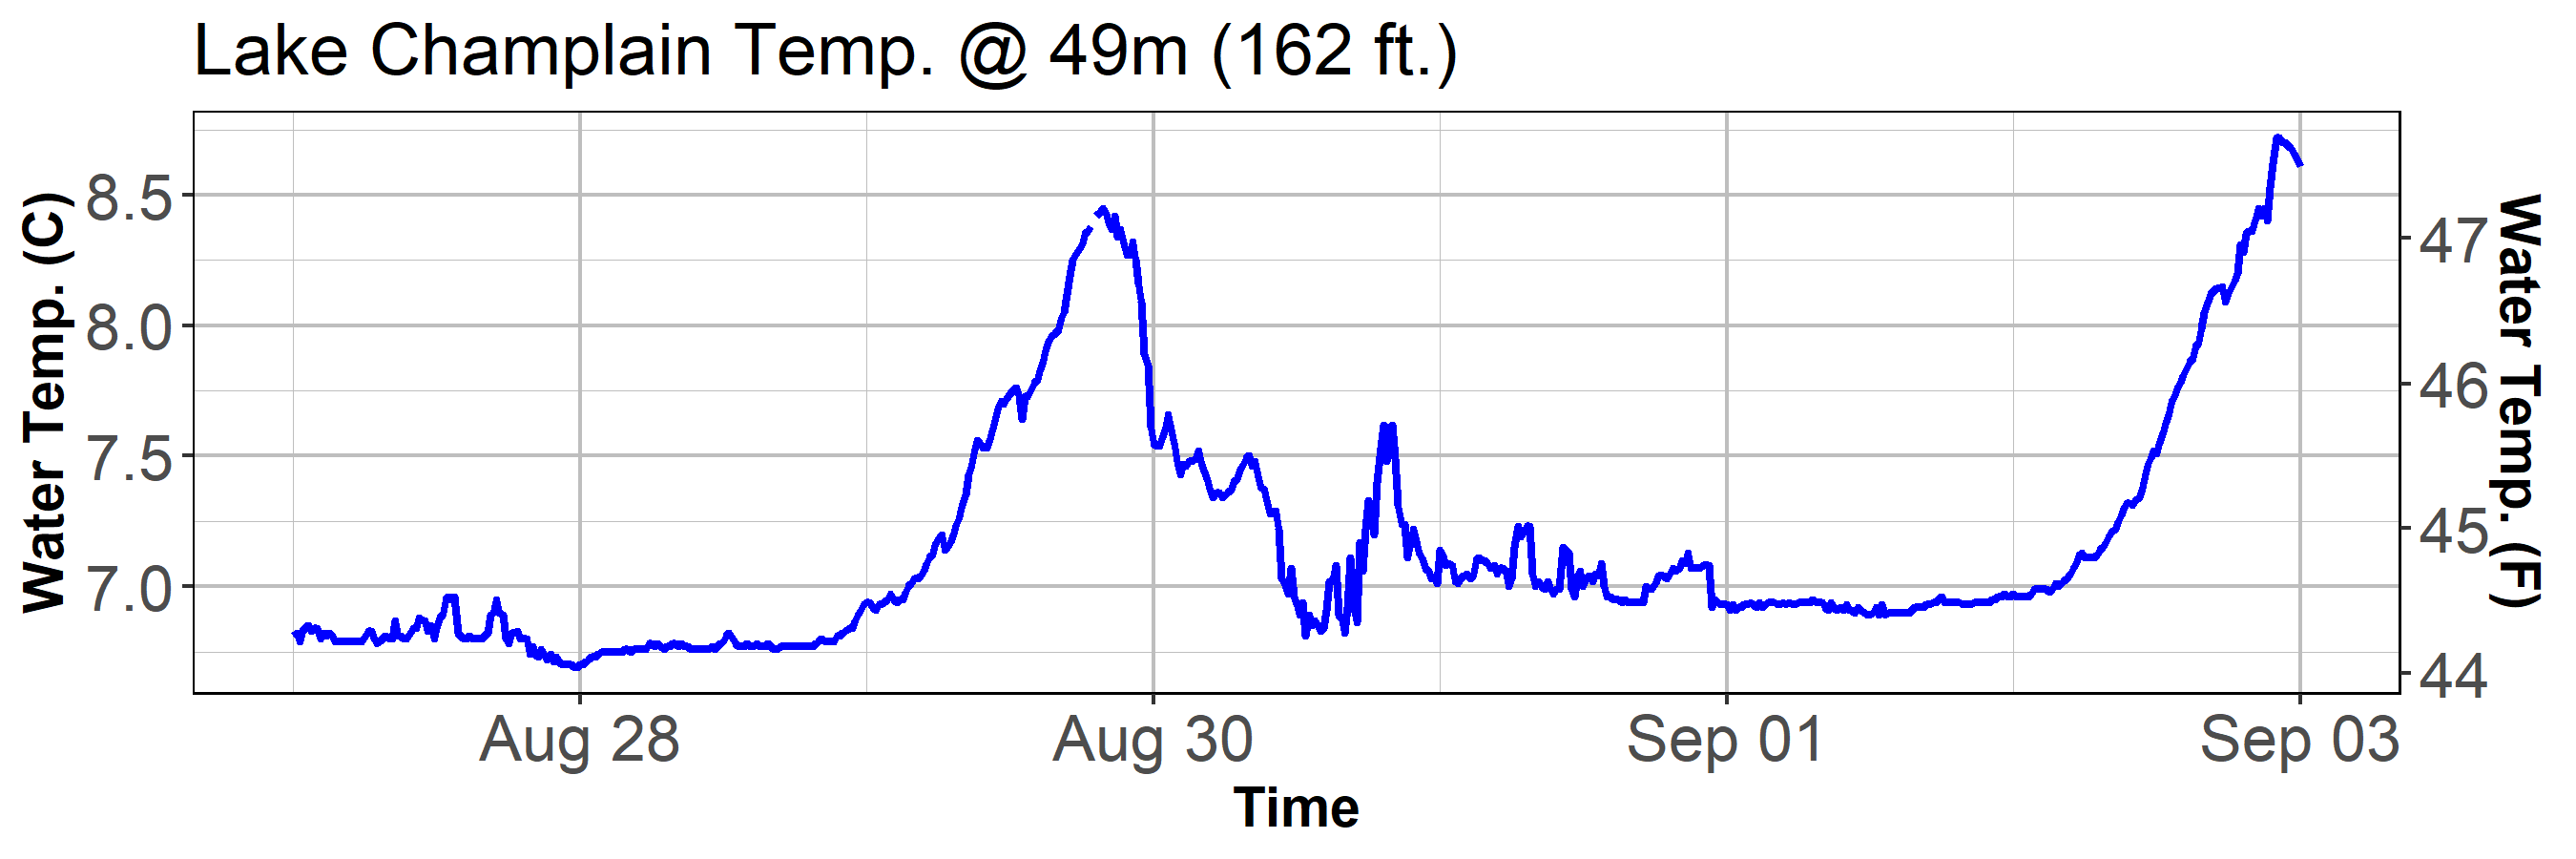 Lake Champlain Temp. @ 49m (162 ft.)
Water Temp. (C)
8.5
8.0
7.5
7.0
47
46
45
44
Water Temp. (F)
Aug 28
Aug 30
Sep 01
Sep 03
Time